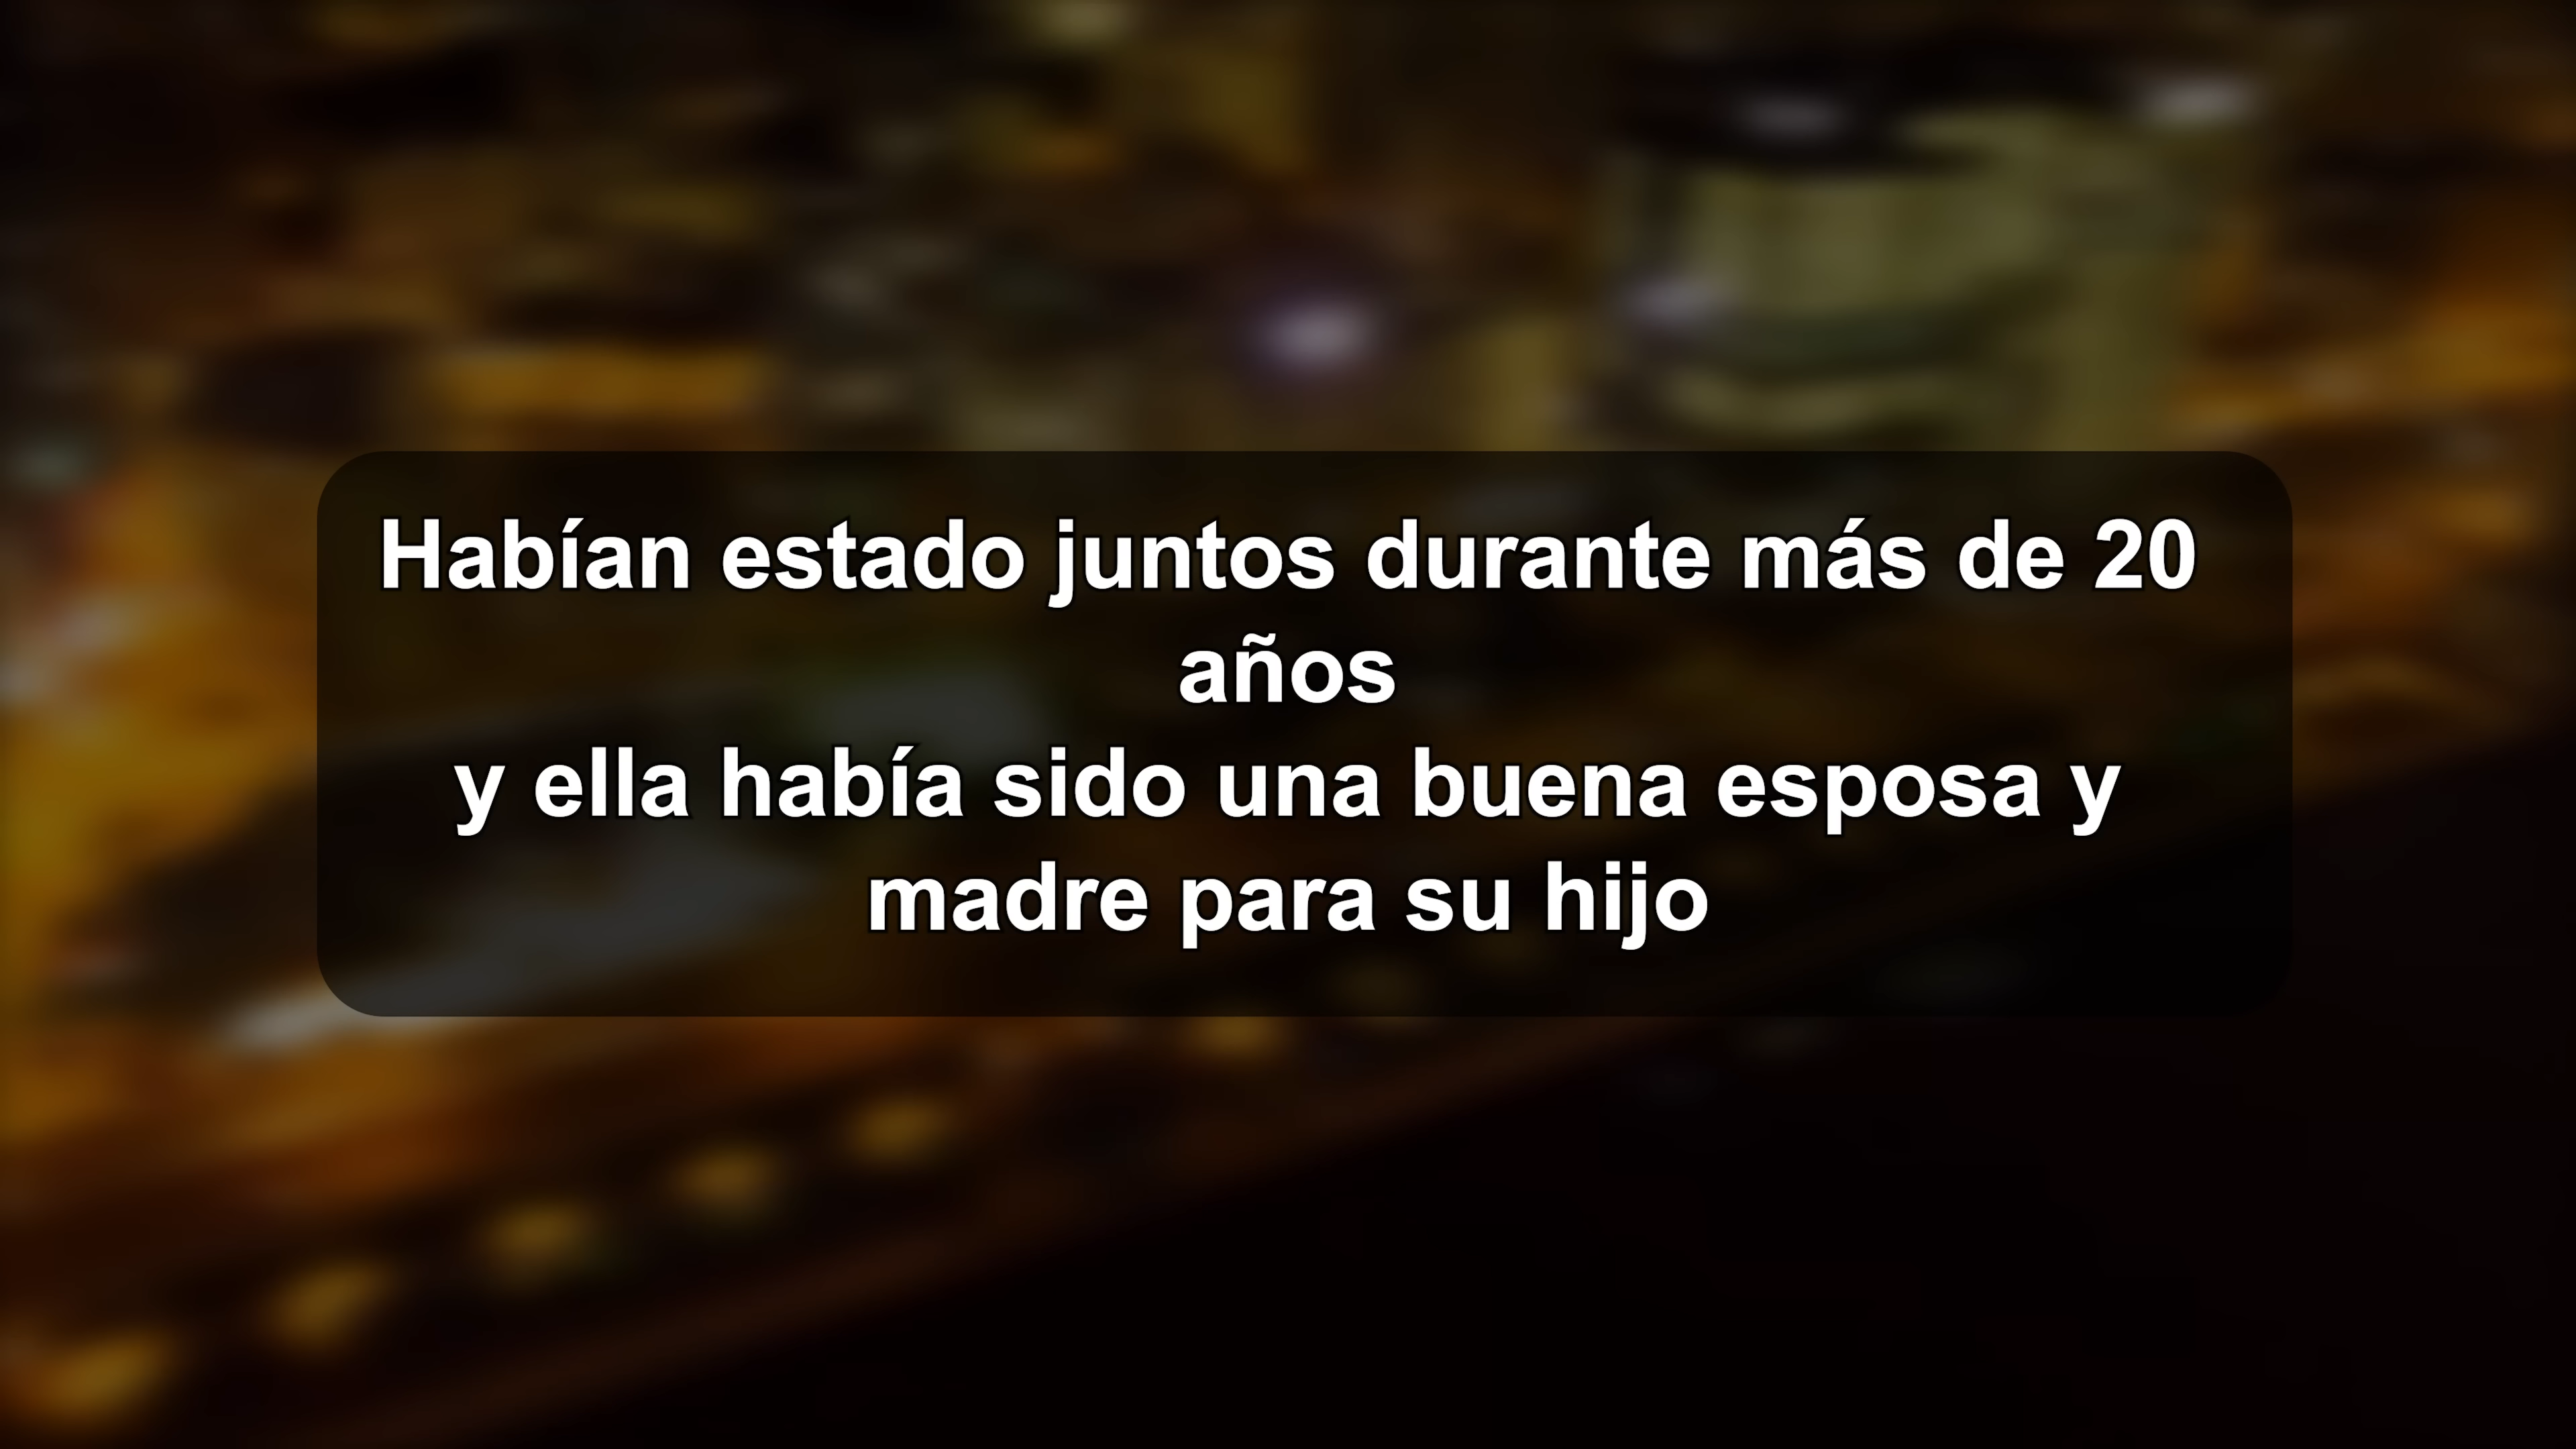 Habían estado juntos durante más de 20
años
y ella había sido una buena esposa y
madre para su hijo